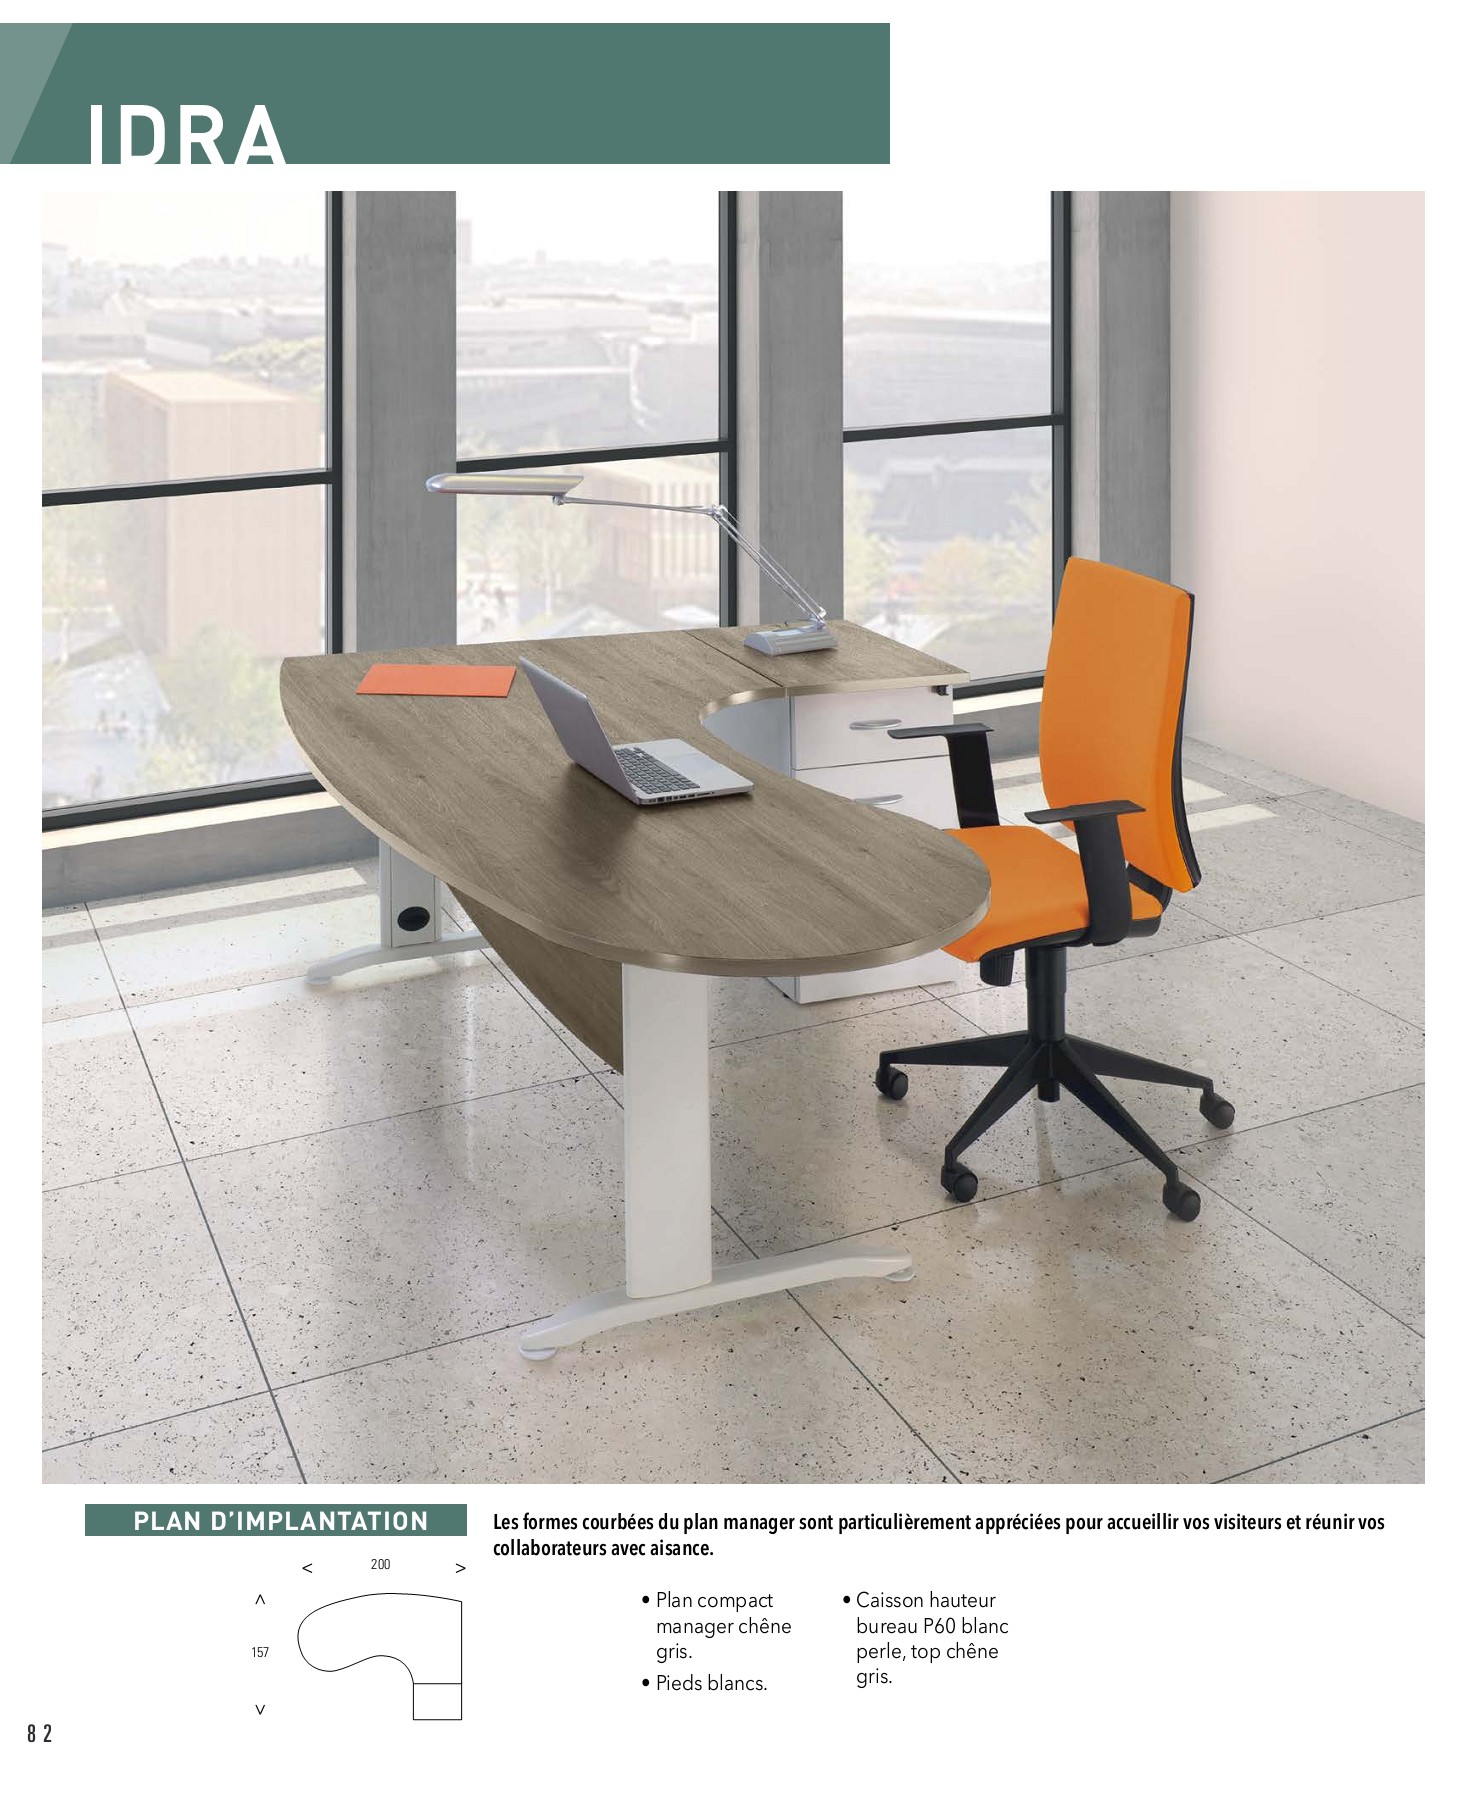 IDRA
PLAN D’IMPLANTATION
< 200 >
157
Les formes courbées du plan manager sont particulièrement appréciées pour accueillir vos visiteurs et réunir vos
collaborateurs avec aisance.
• Plan compact
manager chêne
gris.
• Pieds blancs.
• Caisson hauteur
bureau P60 blanc
perle, top chêne
gris.
82